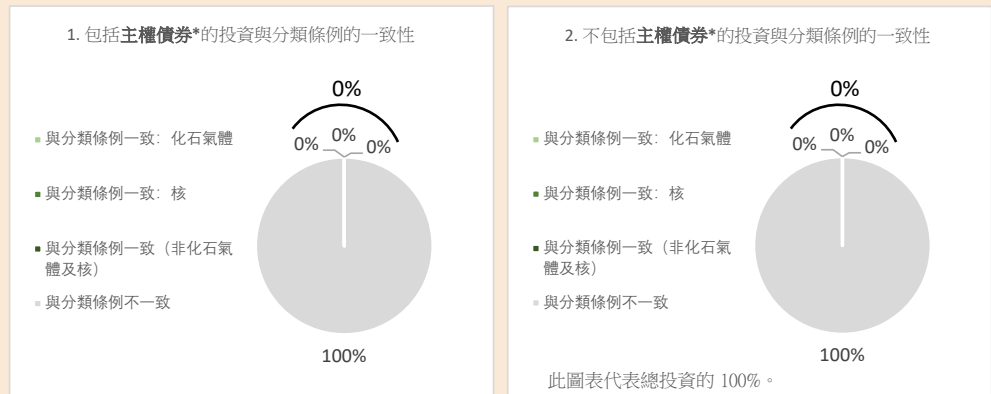 1. 包括主權債券*的投資與分類條例的一致性
0%
0%
0%
0%
與分類條例一致：化石氣體
與分類條例一致：核
與分類條例一致（非化石氣
體及核）
與分類條例不一致
100%
2. 不包括主權債券*的投資與分類條例的一致性
0%
0%
0%
0%
與分類條例一致：化石氣體
與分類條例一致：核
與分類條例一致（非化石氣
體及核）
與分類條例不一致
100%
此圖表代表總投資的 100%。